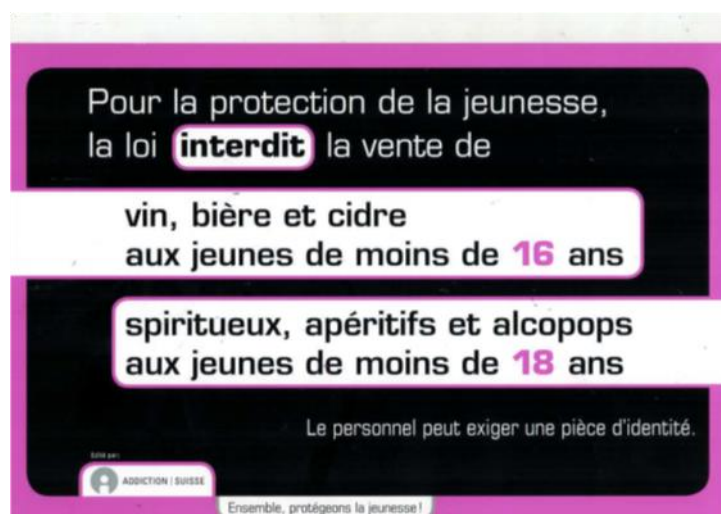 Pour la protection de la jeunesse,
la loi interdit la vente de
vin, bière et cidre
aux jeunes de moins de 16 ans
spiritueux, apéritifs et alcopops
aux jeunes de moins de 18 ans
Le personnel peut exiger une pièce d'identité.
Edité par:
ADDICTION | SUISSE
Ensemble, protégeons la jeunesse !